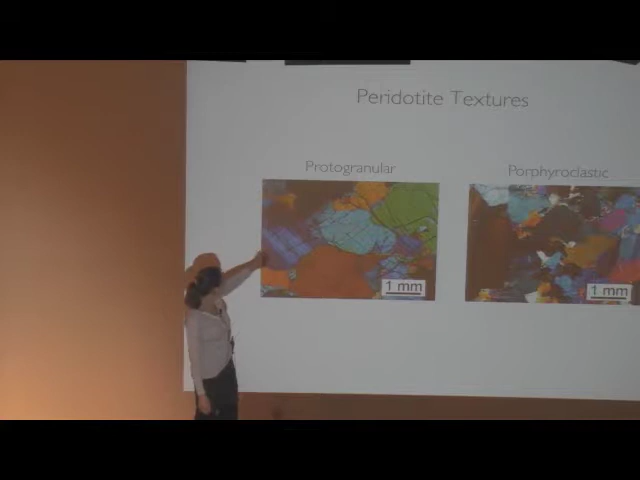 Peridotite Textures
Protogranular
Porphyroclastic
1 mm
1 mm